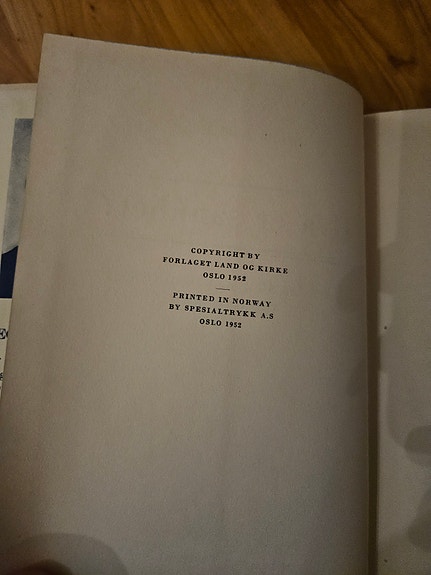 COPYRIGHT BY
FORLAGET LAND OG KIRKE
OSLO 1952
PRINTED IN NORWAY
BY SPESIALTRYKK A.S
OSLO 1952